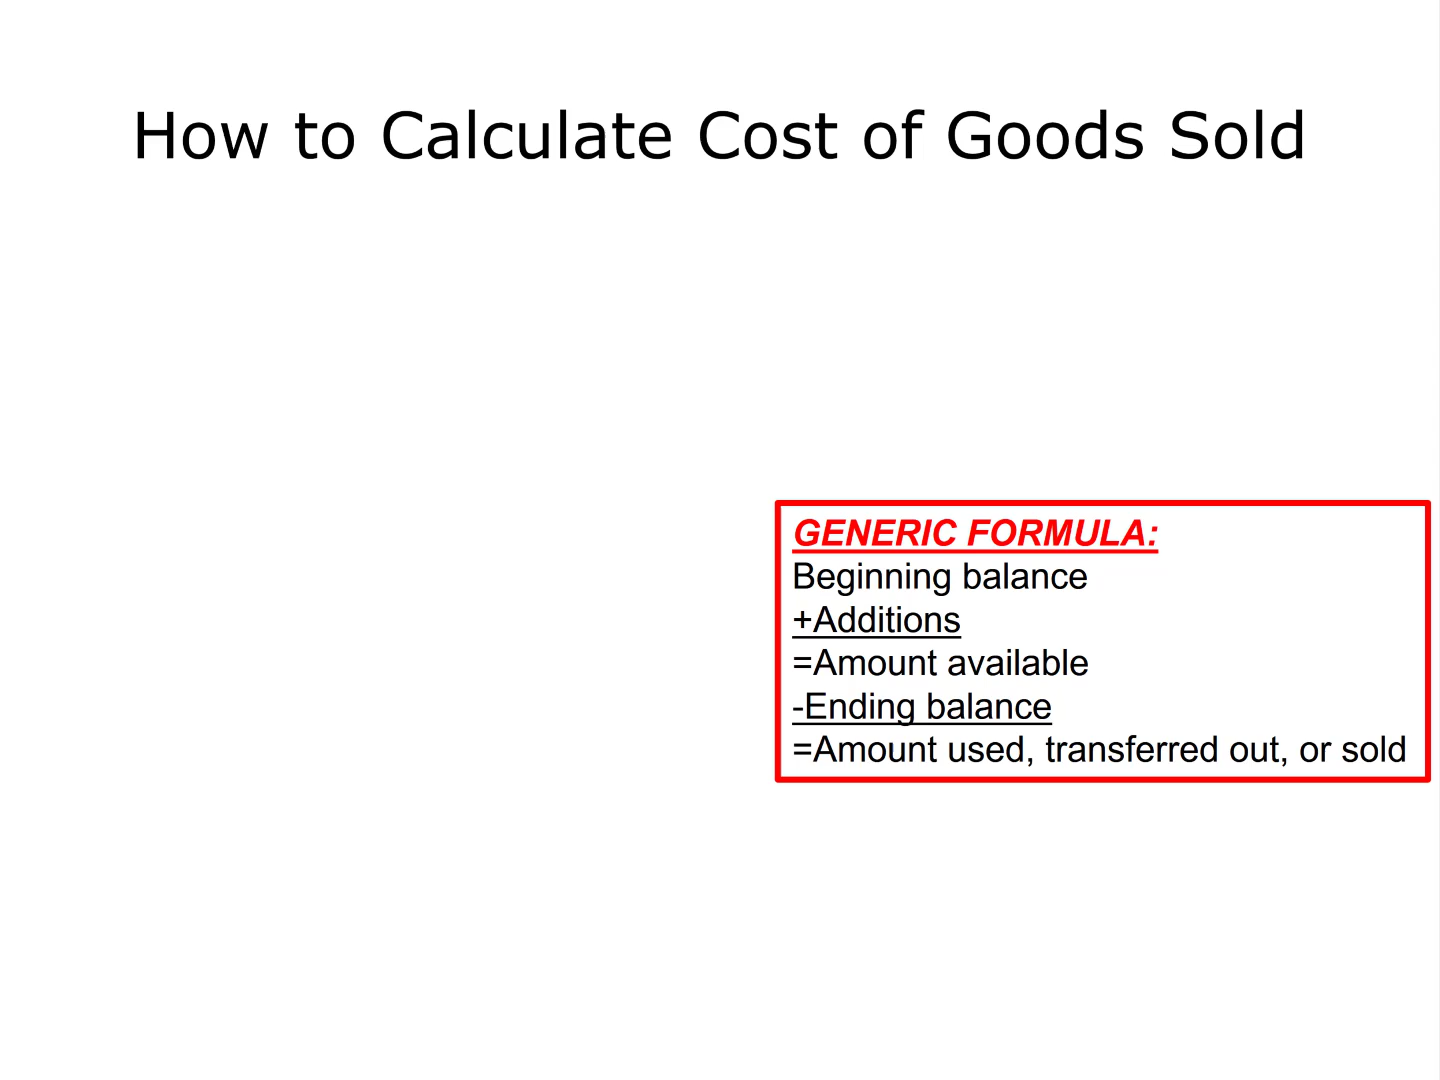 How to Calculate Cost of Goods Sold
GENERIC FORMULA:
Beginning balance
+Additions
=Amount available
-Ending balance
=Amount used, transferred out, or sold